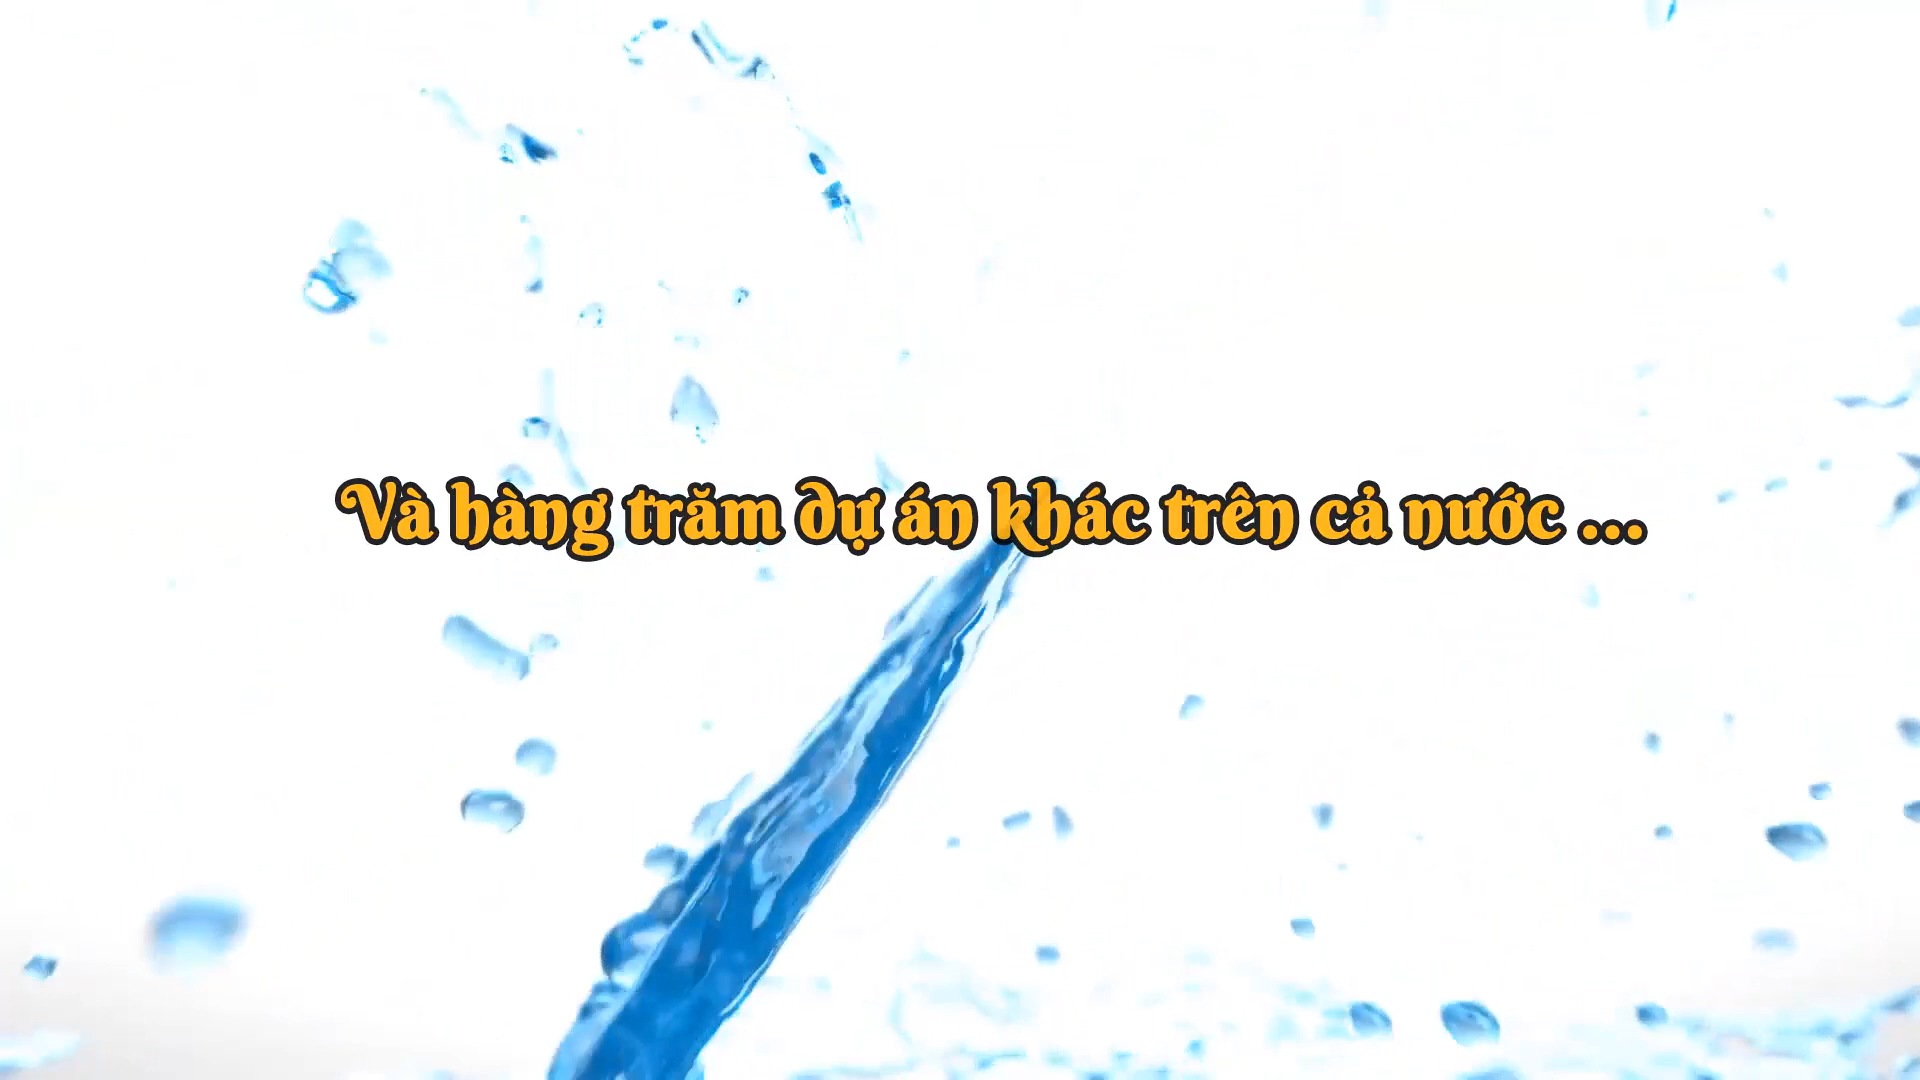 Và hàng trăm dự án khác trên cả nước ...